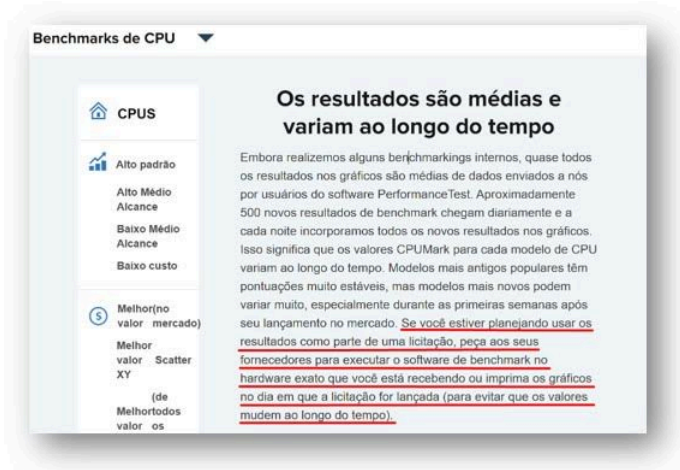 Benchmarks de CPU
CPUS
Alto padrão
Alto Médio
Alcance
Baixo Médio
Alcance
Baixo custo
Melhor(no
valor mercado)
Melhor
valor Scatter
XY
(de
Melhortodos
valor os
Os resultados são médias e
variam ao longo do tempo
Embora realizemos alguns benchmarkings internos, quase todos
os resultados nos gráficos são médias de dados enviados a nós
por usuários do software PerformanceTest. Aproximadamente
500 novos resultados de benchmark chegam diariamente e a
cada noite incorporamos todos os novos resultados nos gráficos.
Isso significa que os valores CPUMark para cada modelo de CPU
variam ao longo do tempo. Modelos mais antigos populares têm
pontuações muito estáveis, mas modelos mais novos podem
variar muito, especialmente durante as primeiras semanas após
seu lançamento no mercado. Se você estiver planejando usar os
resultados como parte de uma licitação, peça aos seus
fornecedores para executar o software de benchmark no
hardware exato que você está recebendo ou imprima os gráficos
no dia em que a licitação for lançada (para evitar que os valores
mudem ao longo do tempo).